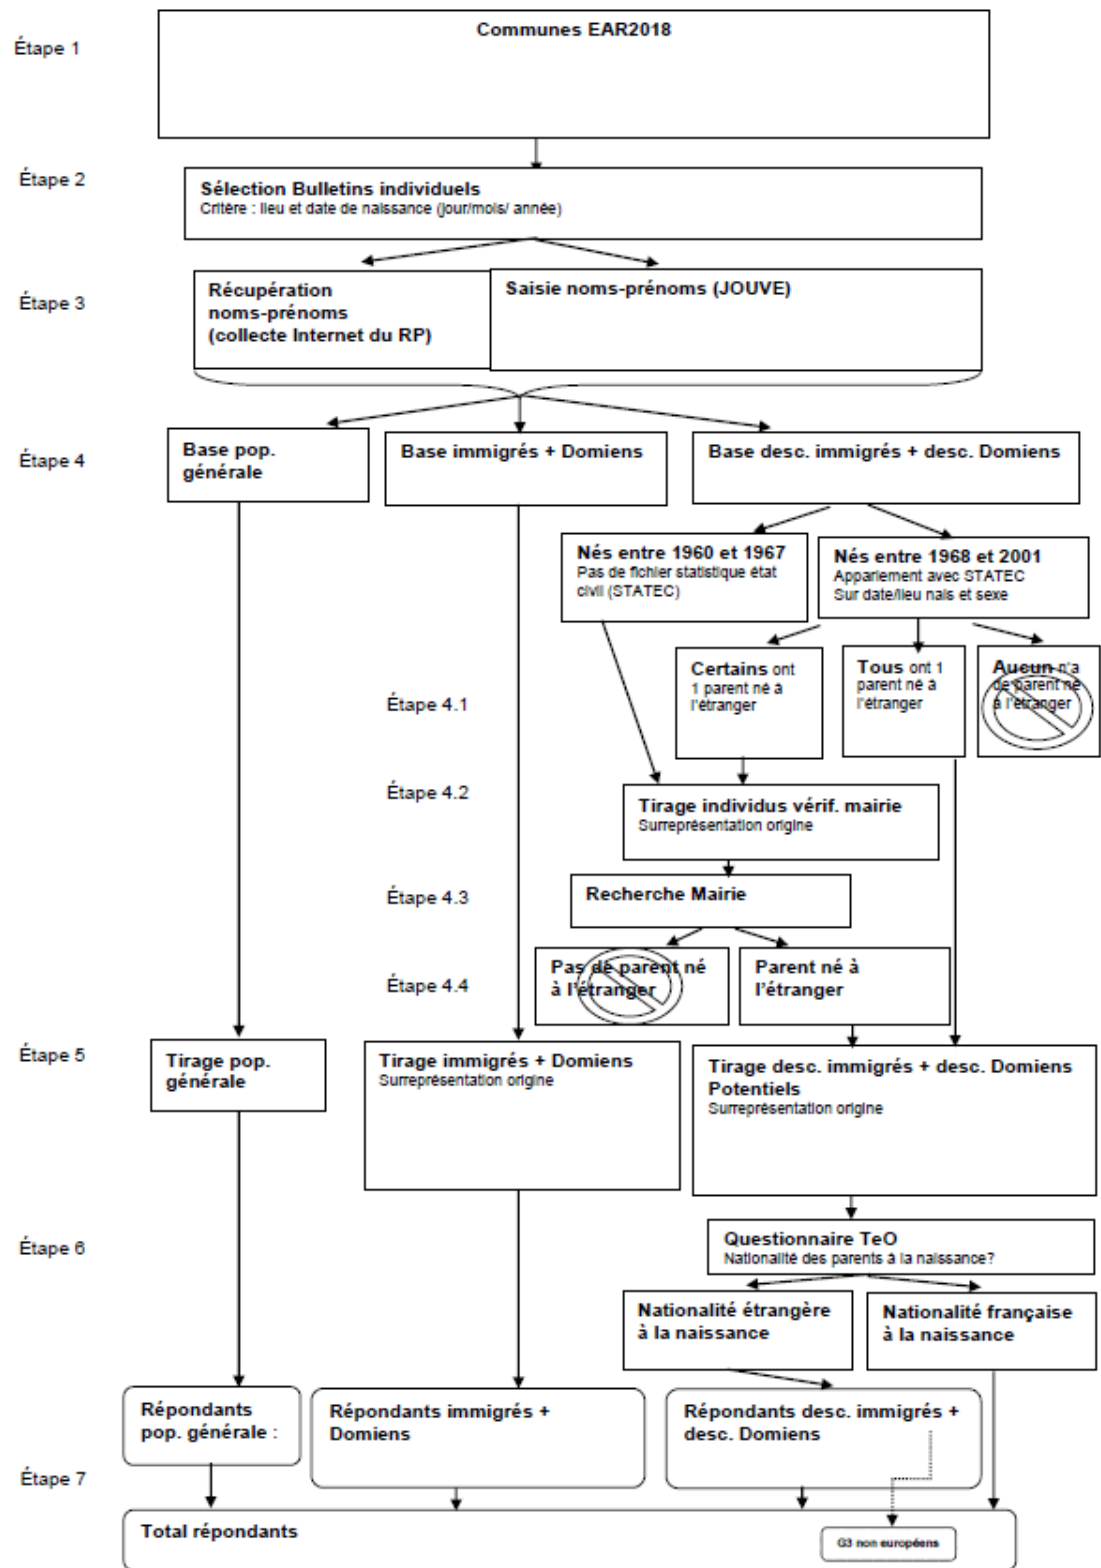 Communes EAR2018
Étape 1
Étape 2
Sélection Bulletins individuels
Critère : lieu et date de naissance (jour/mois/ année)
Étape 3
Récupération
noms-prénoms
(collecte Internet du RP)
Saisie noms-prénoms (JOUVE)
Étape 4
Base pop.
générale
Base immigrés + Domiens
Base desc. immigrés + desc. Domiens
Nés entre 1960 et 1967
Pas de fichier statistique état
civil (STATEC)
Nés entre 1968 et 2001
Appariement avec STATEC
Sur date/lieu nais et sexe
Étape 4.1
Certains ont
1 parent né à
l'étranger
Tous ont 1
parent né à
l'étranger
Aucun n'a
de parent né
à l'étranger
Étape 4.2
Tirage individus vérif. mairie
Surreprésentation origine
Étape 4.3
Recherche Mairie
Étape 4.4
Pas de parent né
à l'étranger
Parent né à
l'étranger
Étape 5
Tirage pop.
générale
Tirage immigrés + Domiens
Surreprésentation origine
Tirage desc. immigrés + desc. Domiens
Potentiels
Surreprésentation origine
Étape 6
Questionnaire TeO
Nationalité des parents à la naissance?
Nationalité étrangère
à la naissance
Nationalité française
à la naissance
Répondants
pop. générale :
Répondants immigrés +
Domiens
Répondants desc. immigrés +
desc. Domiens
Étape 7
Total répondants
G3 non européens